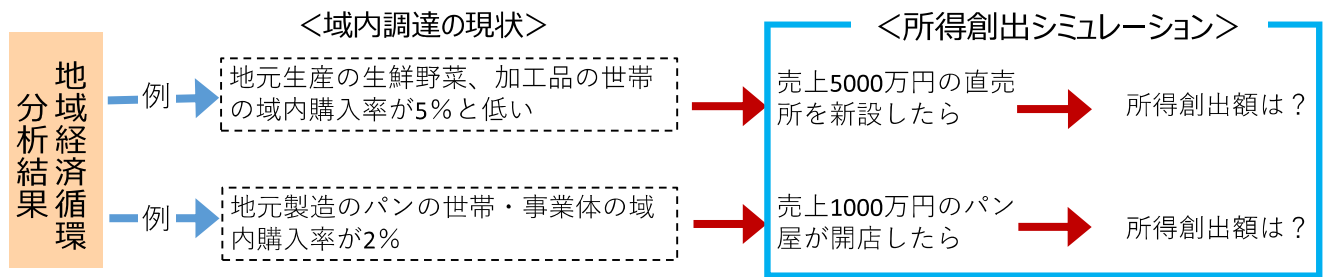 ＜域内調達の現状＞
＜所得創出シミュレーション＞
地域経済循環
分析結果
例
地元生産の生鮮野菜、加工品の世帯
の域内購入率が5％と低い
売上5000万円の直売
所を新設したら
所得創出額は？
例
地元製造のパンの世帯・事業体の域
内購入率が2％
売上1000万円のパン
屋が開店したら
所得創出額は？